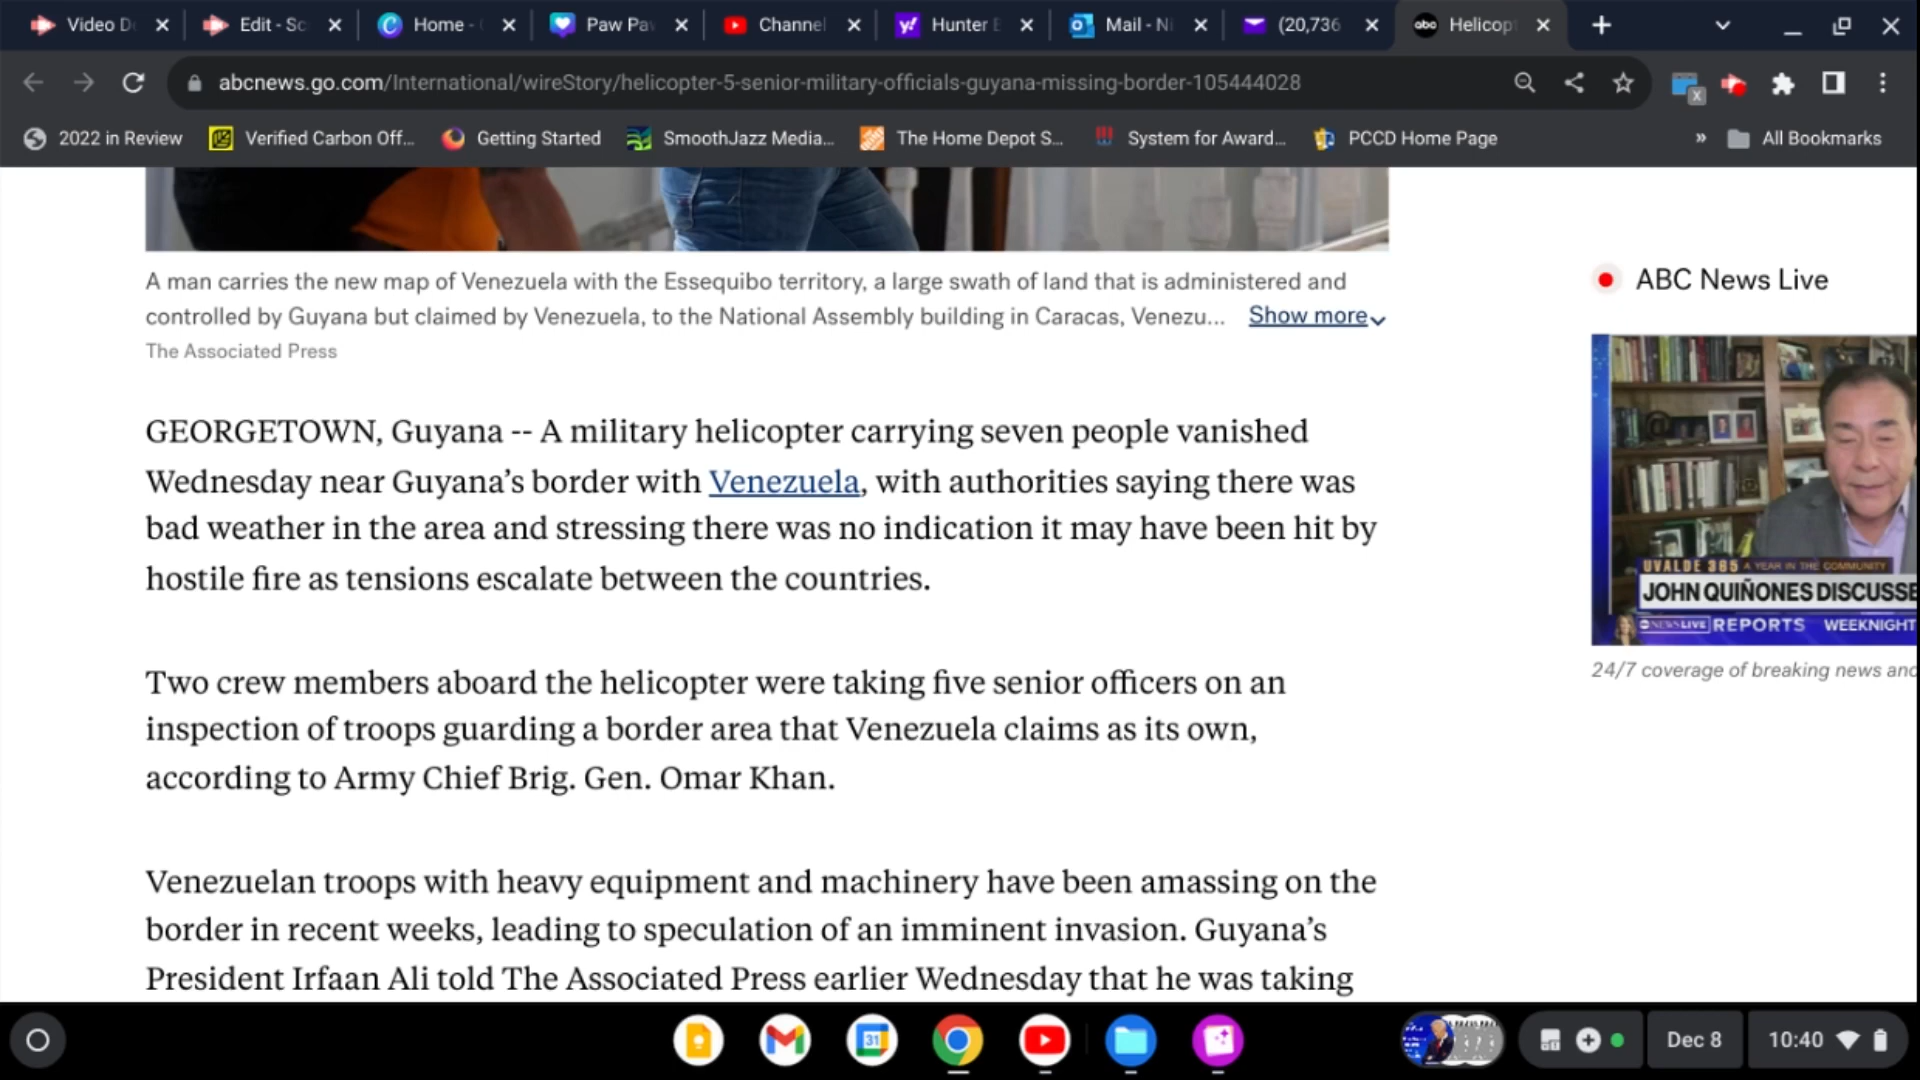 Video D
Edit - Sc
Home -
Paw Pa
Channel
Hunter
Mail - Ni
(20,736
abc
Helicop
abcnews.go.com/International/wireStory/helicopter-5-senior-military-officials-guyana-missing-border-105444028
2022 in Review
Verified Carbon Off...
Getting Started
SmoothJazz Media...
The Home Depot S...
System for Award...
PCCD Home Page
»
All Bookmarks
A man carries the new map of Venezuela with the Essequibo territory, a large swath of land that is administered and
controlled by Guyana but claimed by Venezuela, to the National Assembly building in Caracas, Venezu... Show more
The Associated Press
GEORGETOWN, Guyana -- A military helicopter carrying seven people vanished
Wednesday near Guyana’s border with Venezuela, with authorities saying there was
bad weather in the area and stressing there was no indication it may have been hit by
hostile fire as tensions escalate between the countries.
Two crew members aboard the helicopter were taking five senior officers on an
inspection of troops guarding a border area that Venezuela claims as its own,
according to Army Chief Brig. Gen. Omar Khan.
Venezuelan troops with heavy equipment and machinery have been amassing on the
border in recent weeks, leading to speculation of an imminent invasion. Guyana’s
President Irfaan Ali told The Associated Press earlier Wednesday that he was taking
ABC News Live
UVALDE 365 A YEAR IN THE COMMUNITY
JOHN QUIÑONES DISCUSSE
NEWS LIVE REPORTS WEEKNIGHT
24/7 coverage of breaking news and
31
Dec 8
10:40